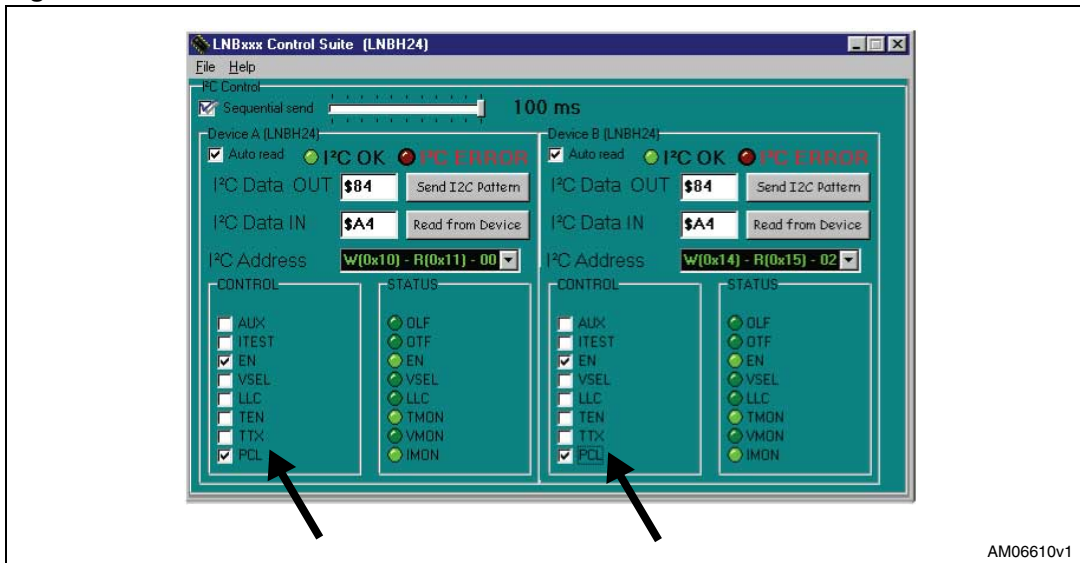 LNBxxx Control Suite (LNBH24)
File Help
I²C Control
Sequential send 100 ms
Device A (LNBH24)
Auto read I²C OK I²C ERROR
I²C Data OUT $84 Send I2C Pattern
I²C Data IN $A4 Read from Device
I²C Address W(0x10) - R(0x11) - 00
CONTROL
AUX
ITEST
EN
VSEL
LLC
TEN
TTX
PCL
STATUS
OLF
OTF
EN
VSEL
LLC
TMON
VMON
IMON
Device B (LNBH24)
Auto read I²C OK I²C ERROR
I²C Data OUT $84 Send I2C Pattern
I²C Data IN $A4 Read from Device
I²C Address W(0x14) - R(0x15) - 02
CONTROL
AUX
ITEST
EN
VSEL
LLC
TEN
TTX
PCL
STATUS
OLF
OTF
EN
VSEL
LLC
TMON
VMON
IMON
AM06610v1